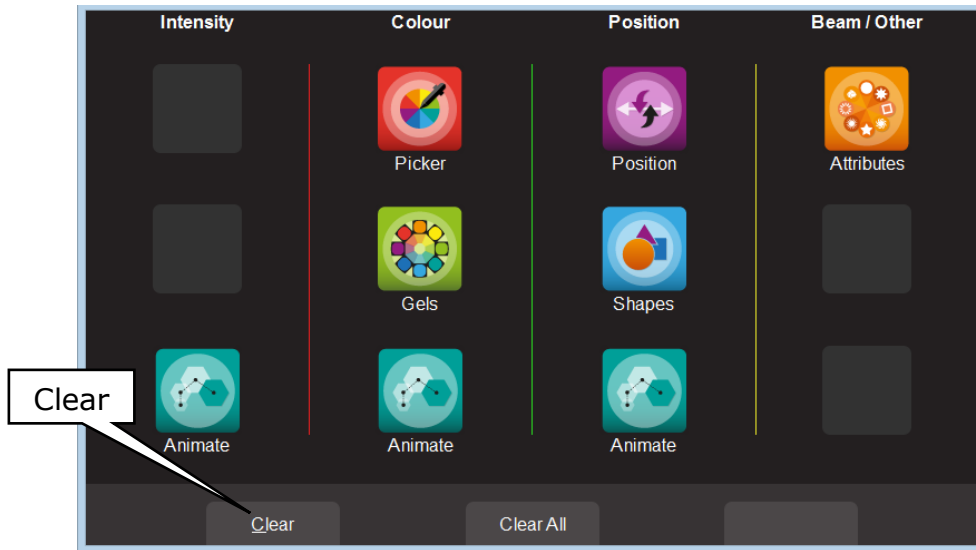 Intensity Colour Position Beam / Other
Picker Position Attributes
Gels Shapes
Clear
Animate Animate Animate
Clear Clear All